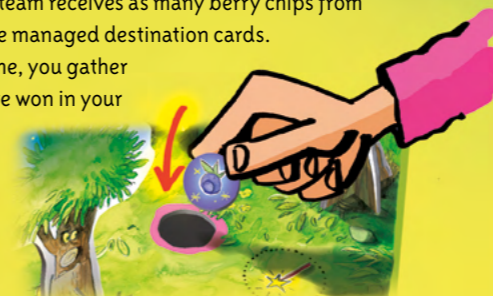 team receives as many berry chips from
e managed destination cards.
ne, you gather
e won in your